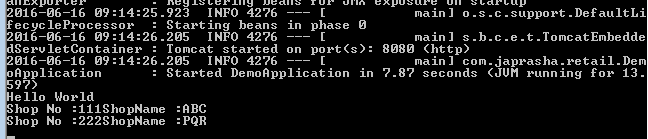 anExporter         : Registering beans for JMX exposure on startup
2016-06-16 09:14:25.923  INFO 4276 --- [           main] o.s.c.support.DefaultLi
fecycleProcessor  : Starting beans in phase 0
2016-06-16 09:14:26.205  INFO 4276 --- [           main] s.b.c.e.t.TomcatEmbedde
dServletContainer : Tomcat started on port(s): 8080 (http)
2016-06-16 09:14:26.205  INFO 4276 --- [           main] com.japrasha.retail.Dem
oApplication       : Started DemoApplication in 7.87 seconds (JVM running for 13.
597)
Hello World
Shop No :111ShopName :ABC
Shop No :222ShopName :PQR